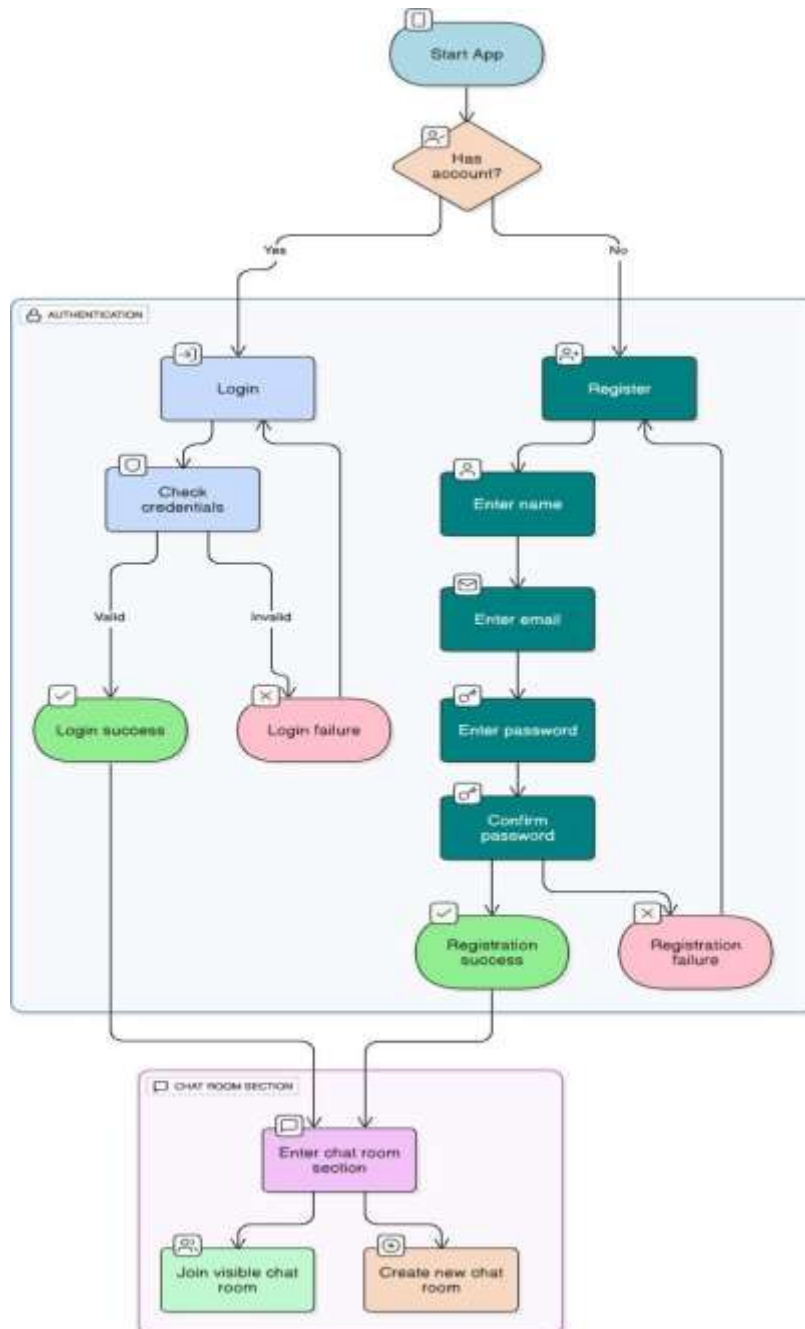 Start App
Has
account?
Yes
No
AUTHENTICATION
Login
Register
Check
credentials
Enter name
Valid
Invalid
Enter email
Login success
Login failure
Enter password
Confirm
password
Registration
success
Registration
failure
CHAT ROOM SECTION
Enter chat room
section
Join visible chat
room
Create new chat
room